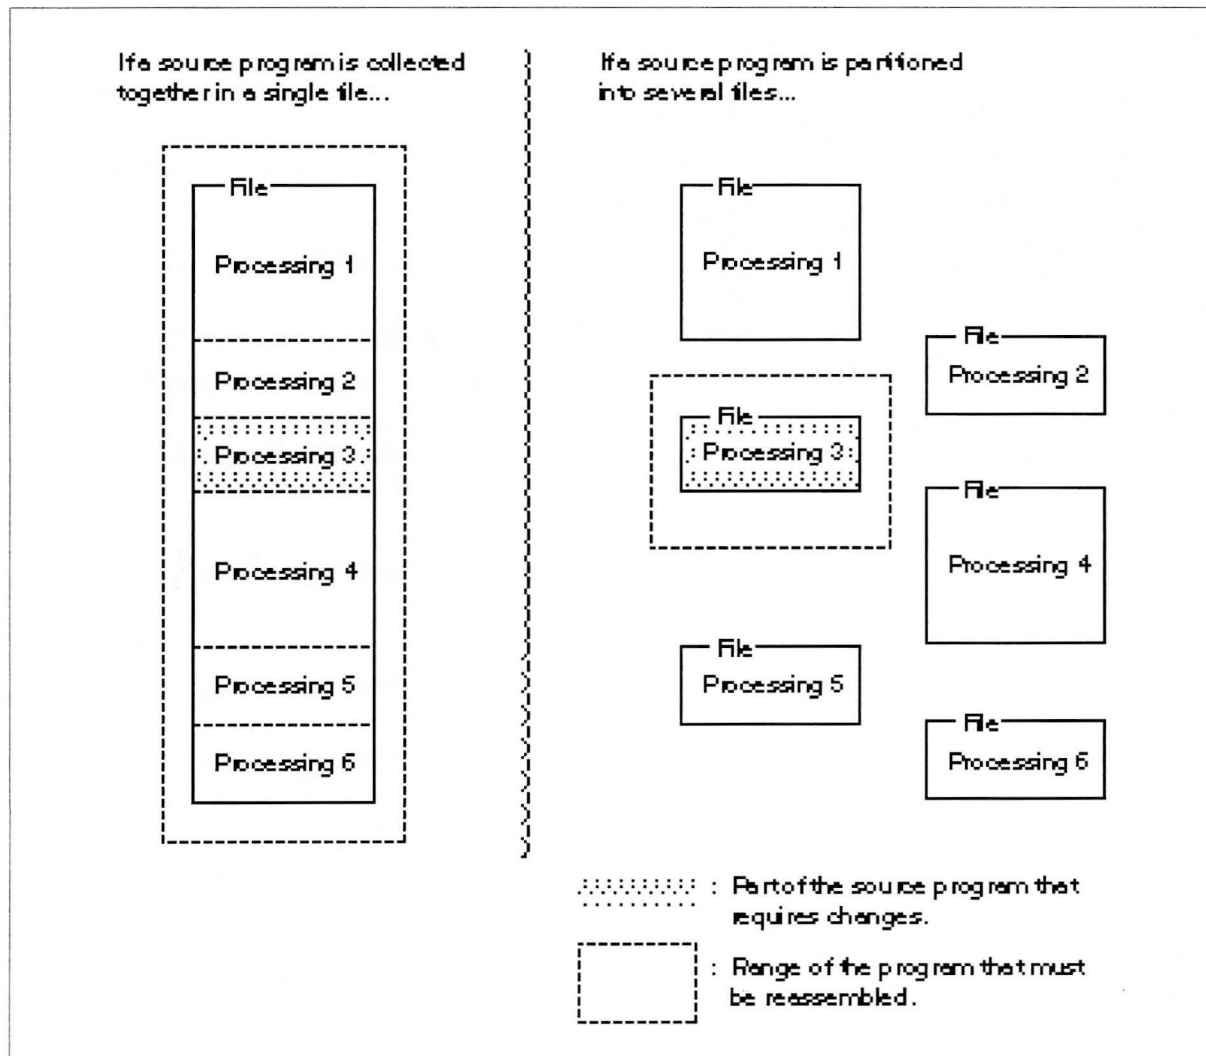 If a source program is collected
together in a single file...
File
Processing 1
Processing 2
Processing 3
Processing 4
Processing 5
Processing 6
If a source program is partitioned
into several files...
File
Processing 1
File
Processing 2
File
Processing 3
File
Processing 4
File
Processing 5
File
Processing 6
: Part of the source program that
requires changes.
: Range of the program that must
be reassembled.